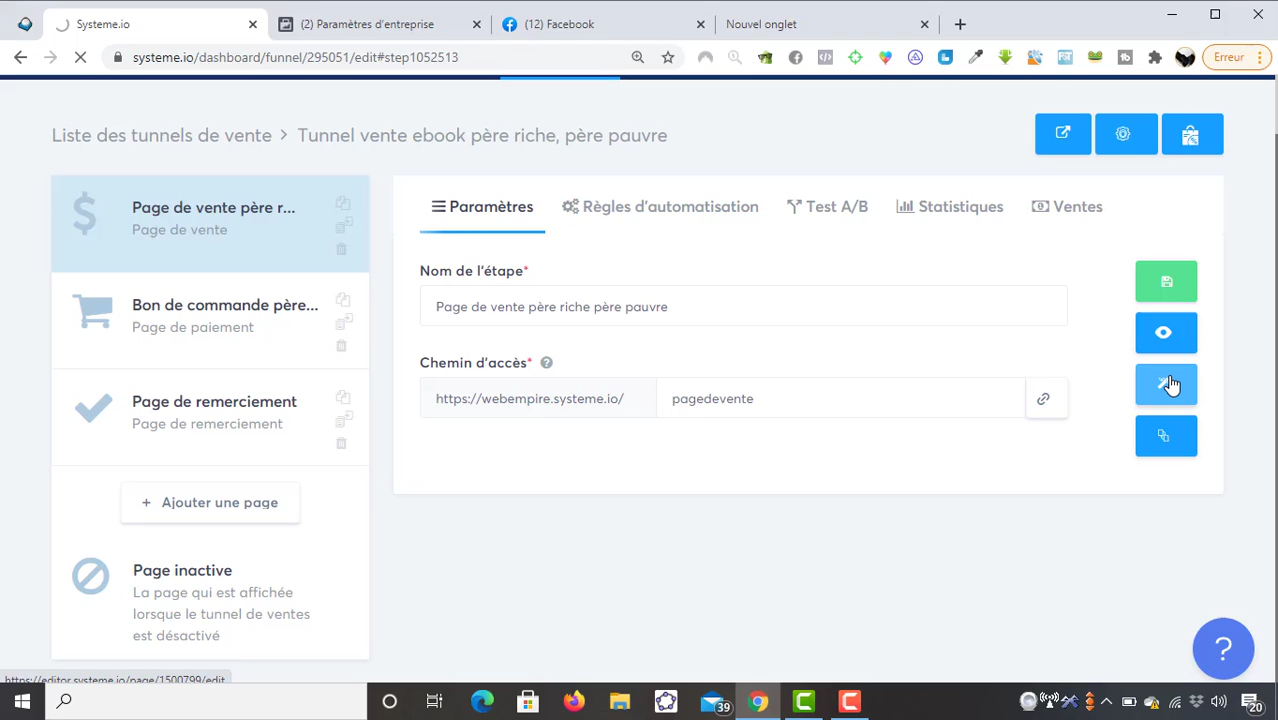 Systeme.io
(2) Paramètres d'entreprise
(12) Facebook
Nouvel onglet
systeme.io/dashboard/funnel/295051/edit#step1052513
Erreur
Liste des tunnels de vente > Tunnel vente ebook père riche, père pauvre
Page de vente père r...
Page de vente
Bon de commande père...
Page de paiement
Page de remerciement
Page de remerciement
+ Ajouter une page
Page inactive
La page qui est affichée
lorsque le tunnel de ventes
est désactivé
Paramètres
Règles d'automatisation
Test A/B
Statistiques
Ventes
Nom de l'étape*
Page de vente père riche père pauvre
Chemin d'accès* ?
https://webempire.systeme.io/
pagedevente
?
https://editor.systeme.io/page/1500799/edit
39
20